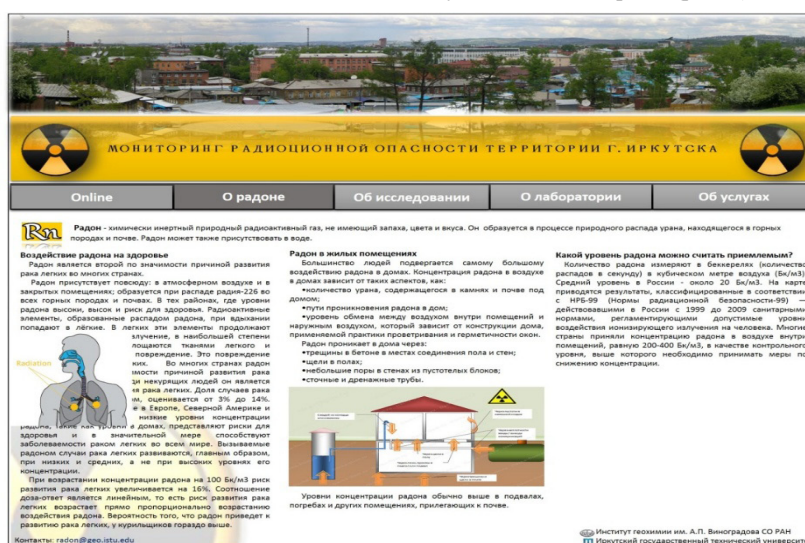 МОНИТОРИНГ РАДИОЦИОННОЙ ОПАСНОСТИ ТЕРРИТОРИИ Г. ИРКУТСКА
Online
О радоне
Об исследовании
О лаборатории
Об услугах
Rn
Радон - химически инертный природный радиоактивный газ, не имеющий запаха, цвета и вкуса. Он образуется в процессе природного распада урана, находящегося в горных
породах и почве. Радон может также присутствовать в воде.
Воздействие радона на здоровье
Радон является второй по значимости причиной развития
рака легких во многих странах.
Радон присутствует повсюду: в атмосферном воздухе и в
закрытых помещениях; образуется при распаде радия-226 во
всех горных породах и почвах. В тех районах, где уровни
радона высоки, высок и риск для здоровья. Радиоактивные
элементы, образованные распадом радона, при вдыхании
попадают в лёгкие. В легких эти элементы продолжают
злучение, в наибольшей степени
лощаются тканями легкого и
повреждение. Это повреждение
ких. Во многих странах радон
мости причиной развития рака
ди некурящих людей он является
я рака легких. Доля случаев рака
м, оценивается от 3% до 14%.
е в Европе, Северной Америке и
низкие уровни концентрации
радона, такие как уровни в домах, представляют риски для
здоровья и в значительной мере способствуют
заболеваемости раком легких во всем мире. Вызываемые
радоном случаи рака легких развиваются, главным образом,
при низких и средних, а не при высоких уровнях его
концентрации.
При возрастании концентрации радона на 100 Бк/м3 риск
развития рака легких увеличивается на 16%. Соотношение
доза-ответ является линейным, то есть риск развития рака
легких возрастает прямо пропорционально возрастанию
воздействия радона. Вероятность того, что радон приведет к
развитию рака легких, у курильщиков гораздо выше.
Radiation
Контакты: radon@geo.istu.edu
Радон в жилых помещениях
Большинство людей подвергается самому большому
воздействию радона в домах. Концентрация радона в воздухе
в домах зависит от таких аспектов, как:
•количество урана, содержащегося в камнях и почве под
домом;
•пути проникновения радона в дом;
•уровень обмена между воздухом внутри помещений и
наружным воздухом, который зависит от конструкции дома,
применяемой практики проветривания и герметичности окон.
Радон проникает в дома через:
•трещины в бетоне в местах соединения пола и стен;
•щели в полах;
•небольшие поры в стенах из пустотелых блоков;
•сточные и дренажные трубы.
Уровни концентрации радона обычно выше в подвалах,
погребах и других помещениях, прилегающих к почве.
Какой уровень радона можно считать приемлемым?
Количество радона измеряют в беккерелях (количество
распадов в секунду) в кубическом метре воздуха (Бк/м3).
Средний уровень в России - около 20 Бк/м3. На карте
приводятся результаты, классифицированные в соответствии
с НРБ-99 (Нормы радиационной безопасности-99) —
действовавшими в России с 1999 до 2009 санитарными
нормами, регламентирующими допустимые уровни
воздействия ионизирующего излучения на человека. Многие
страны приняли концентрацию радона в воздухе внутри
помещений, равную 200-400 Бк/м3, в качестве контрольного
уровня, выше которого необходимо принимать меры по
снижению концентрации.
Институт геохимии им. А.П. Виноградова СО РАН
Иркутский государственный технический университет